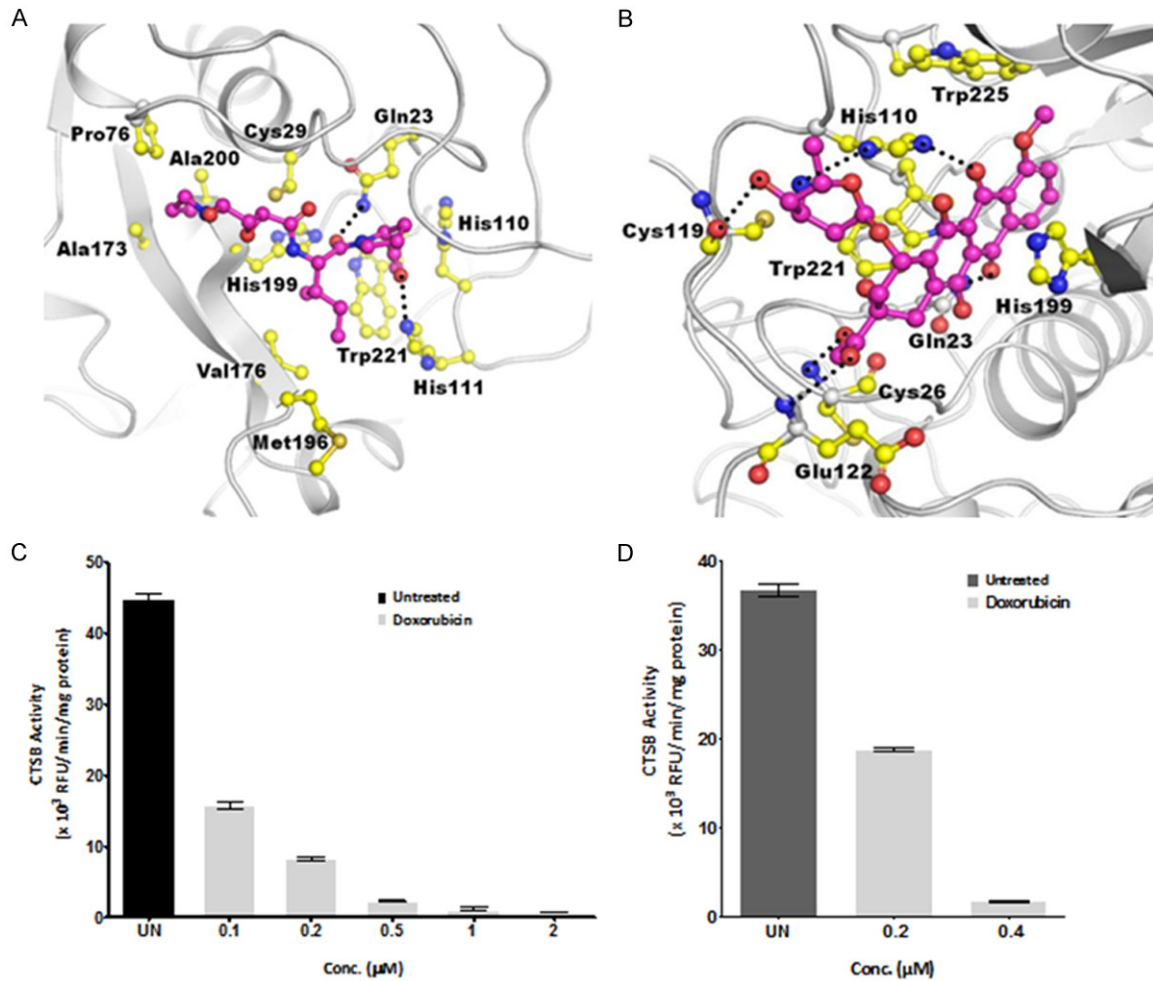 A
Pro76
Ala200
Cys29
Gln23
Ala173
His199
His110
Trp221
His111
Val176
Met196
B
Trp225
His110
Cys119
Trp221
His199
Gln23
Cys26
Glu122
C
CTSB Activity
(x 10³ RFU/min/mg protein)
50
40
30
20
10
0
Untreated
Doxorubicin
UN 0.1 0.2 0.5 1 2
Conc. (μM)
D
CTSB Activity
(x 10³ RFU/min/mg protein)
40
30
20
10
0
Untreated
Doxorubicin
UN 0.2 0.4
Conc. (μM)